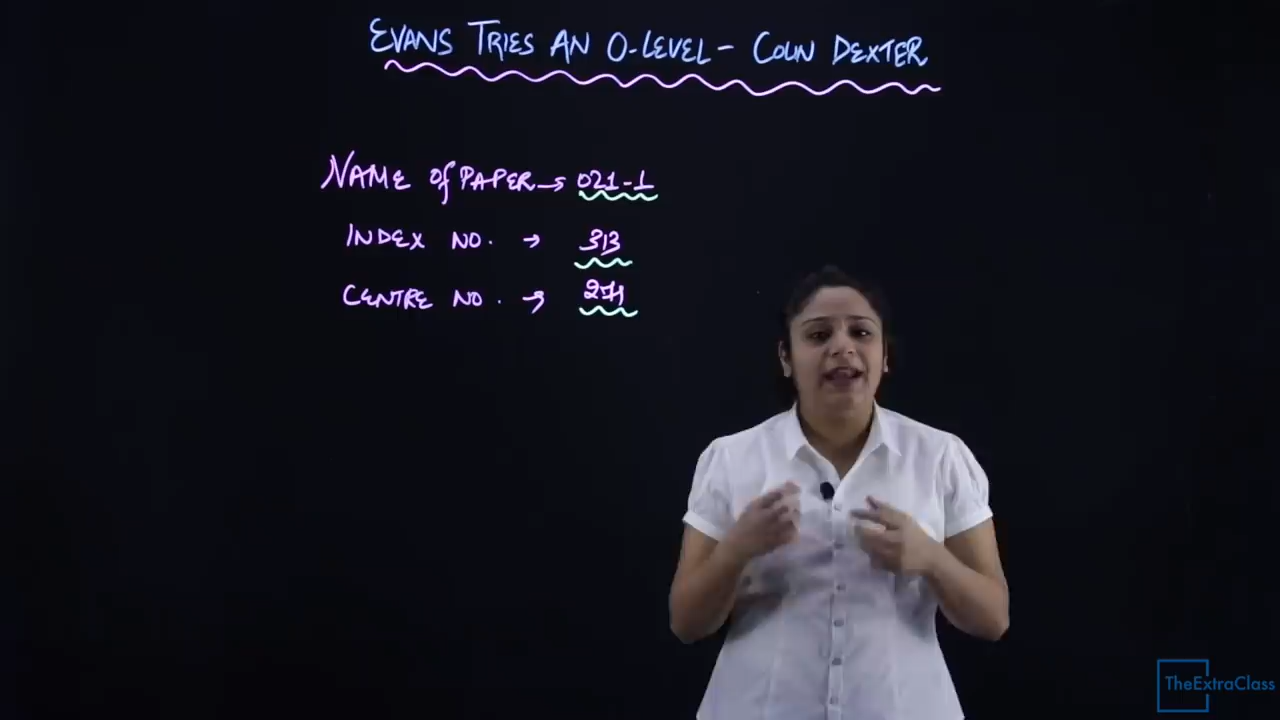 EVANS TRIES AN O-LEVEL - COLIN DEXTER
NAME Of PAPER → 021-1
INDEX NO. → 313
CENTRE NO. → 271
TheExtraClass